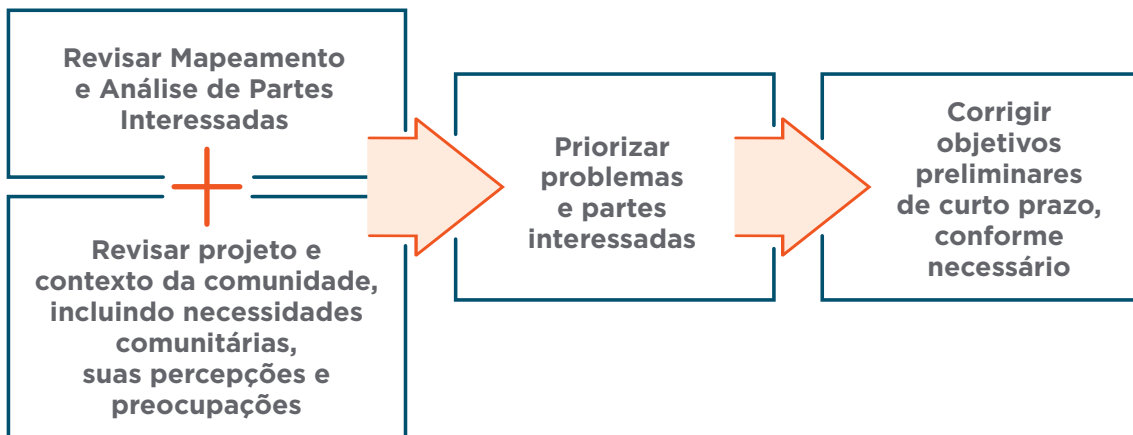 Revisar Mapeamento
e Análise de Partes
Interessadas
Revisar projeto e
contexto da comunidade,
incluindo necessidades
comunitárias,
suas percepções e
preocupações
Priorizar
problemas
e partes
interessadas
Corrigir
objetivos
preliminares
de curto prazo,
conforme
necessário